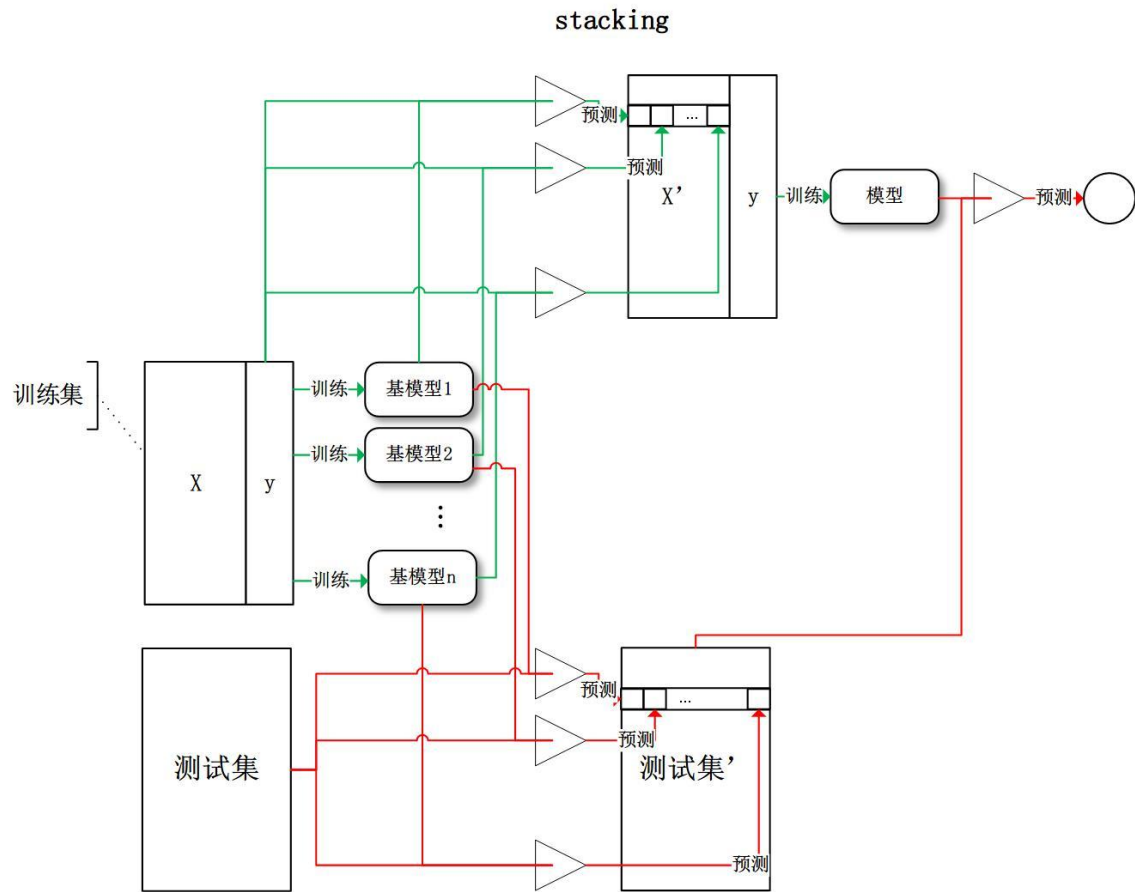 stacking
预测
...
预测
X'
y
训练
模型
预测
训练集
X
y
训练
基模型1
训练
基模型2
⋮
训练
基模型n
测试集
预测
...
预测
测试集'
预测